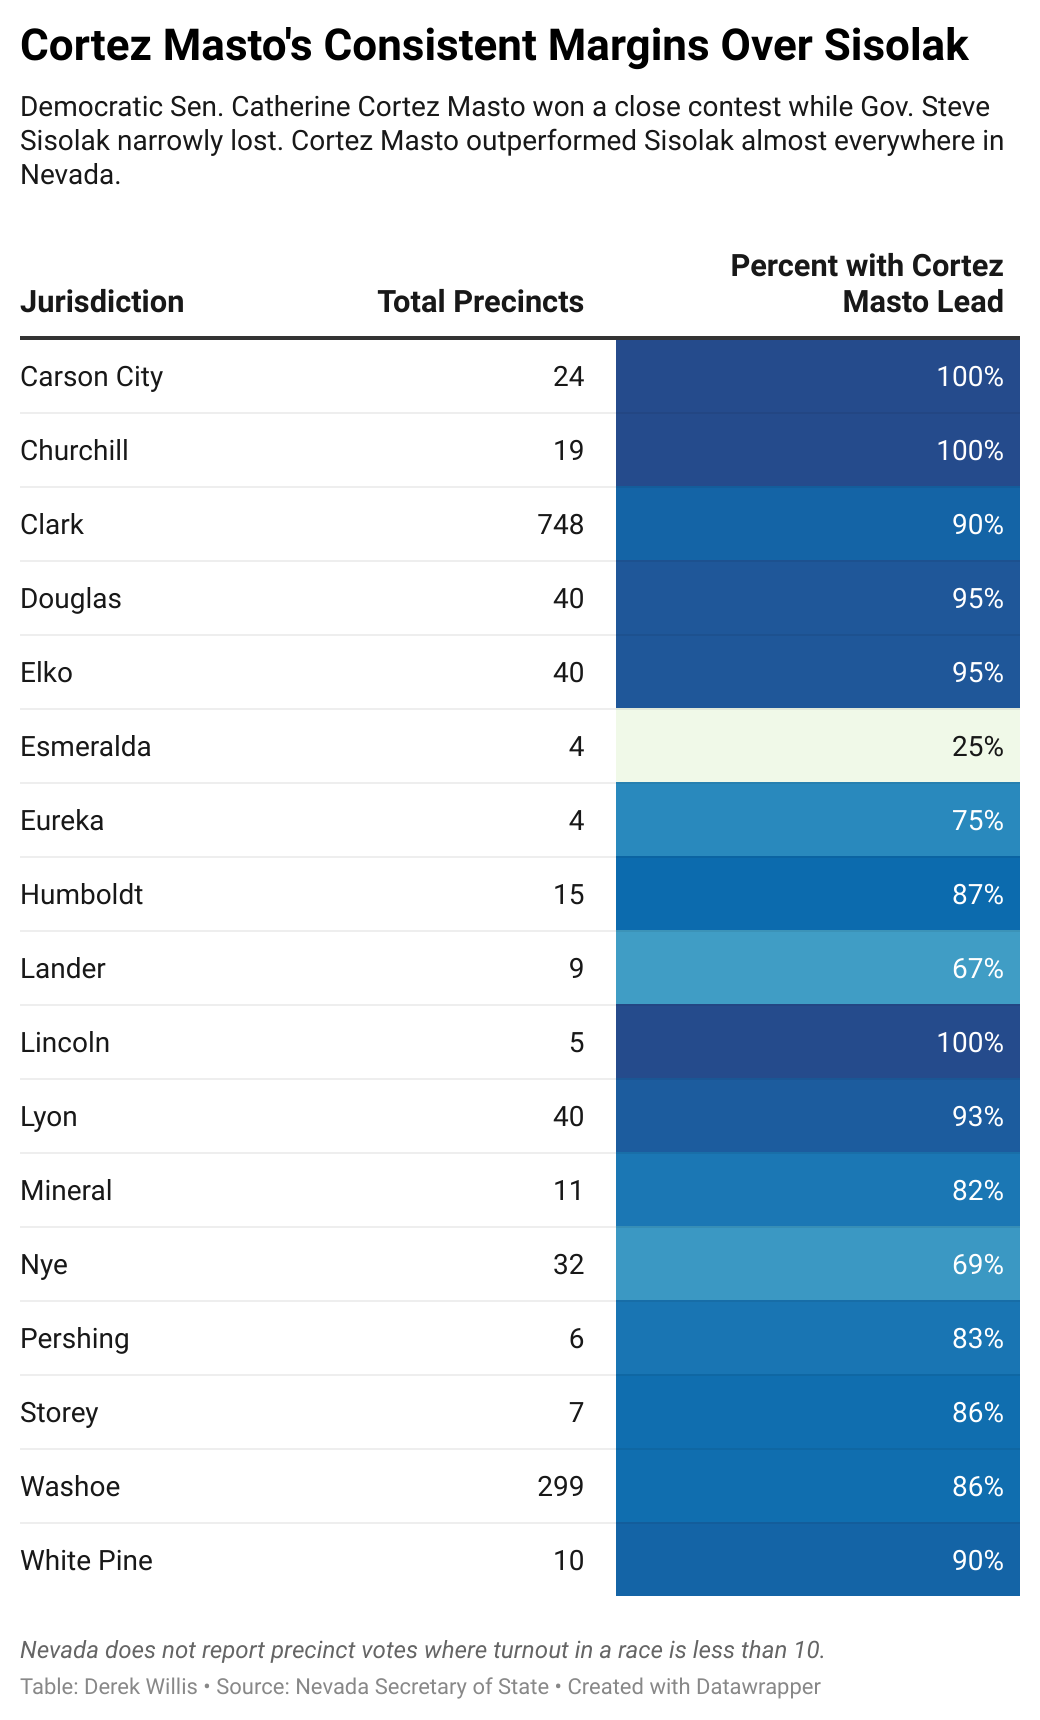 Cortez Masto's Consistent Margins Over Sisolak
Democratic Sen. Catherine Cortez Masto won a close contest while Gov. Steve
Sisolak narrowly lost. Cortez Masto outperformed Sisolak almost everywhere in
Nevada.
Jurisdiction Total Precincts Percent with Cortez Masto Lead
Carson City 24 100%
Churchill 19 100%
Clark 748 90%
Douglas 40 95%
Elko 40 95%
Esmeralda 4 25%
Eureka 4 75%
Humboldt 15 87%
Lander 9 67%
Lincoln 5 100%
Lyon 40 93%
Mineral 11 82%
Nye 32 69%
Pershing 6 83%
Storey 7 86%
Washoe 299 86%
White Pine 10 90%
Nevada does not report precinct votes where turnout in a race is less than 10.
Table: Derek Willis • Source: Nevada Secretary of State • Created with Datawrapper